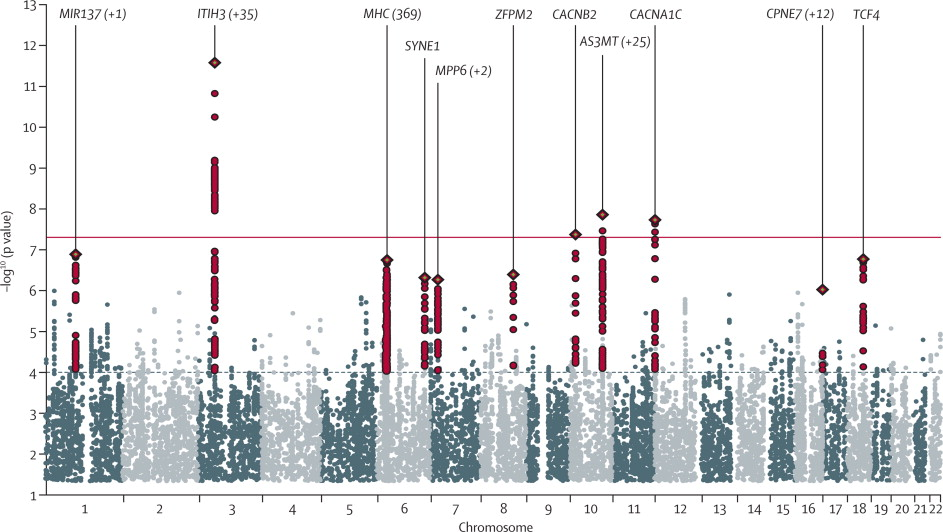 MIR137 (+1)
ITIH3 (+35)
MHC (369)
ZFPM2
CACNB2
CACNA1C
CPNE7 (+12)
TCF4
SYNE1
AS3MT (+25)
MPP6 (+2)
13
12
11
10
9
8
7
6
5
4
3
2
1
–log¹⁰ (p value)
1 2 3 4 5 6 7 8 9 10 11 12 13 14 15 16 17 18 19 20 21 22
Chromosome